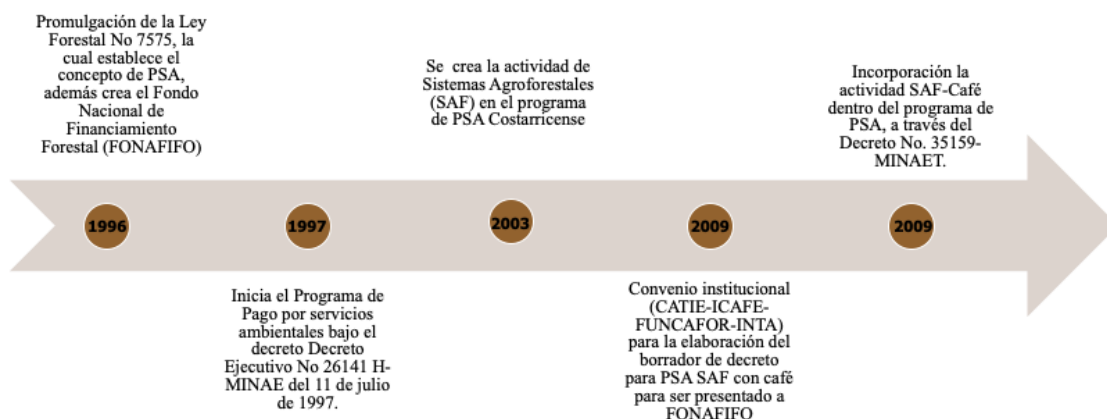 Promulgación de la Ley
Forestal No 7575, la
cual establece el
concepto de PSA,
además crea el Fondo
Nacional de
Financiamiento
Forestal (FONAFIFO)
Se  crea la actividad de
Sistemas Agroforestales
(SAF) en el programa
de PSA Costarricense
Incorporación la
actividad SAF-Café
dentro del programa de
PSA, a través del
Decreto No. 35159-
MINAET.
1996
1997
2003
2009
2009
Inicia el Programa de
Pago por servicios
ambientales bajo el
decreto Decreto
Ejecutivo No 26141 H-
MINAE del 11 de julio
de 1997.
Convenio institucional
(CATIE-ICAFE-
FUNCAFOR-INTA)
para la elaboración del
borrador de decreto
para PSA SAF con café
para ser presentado a
FONAFIFO